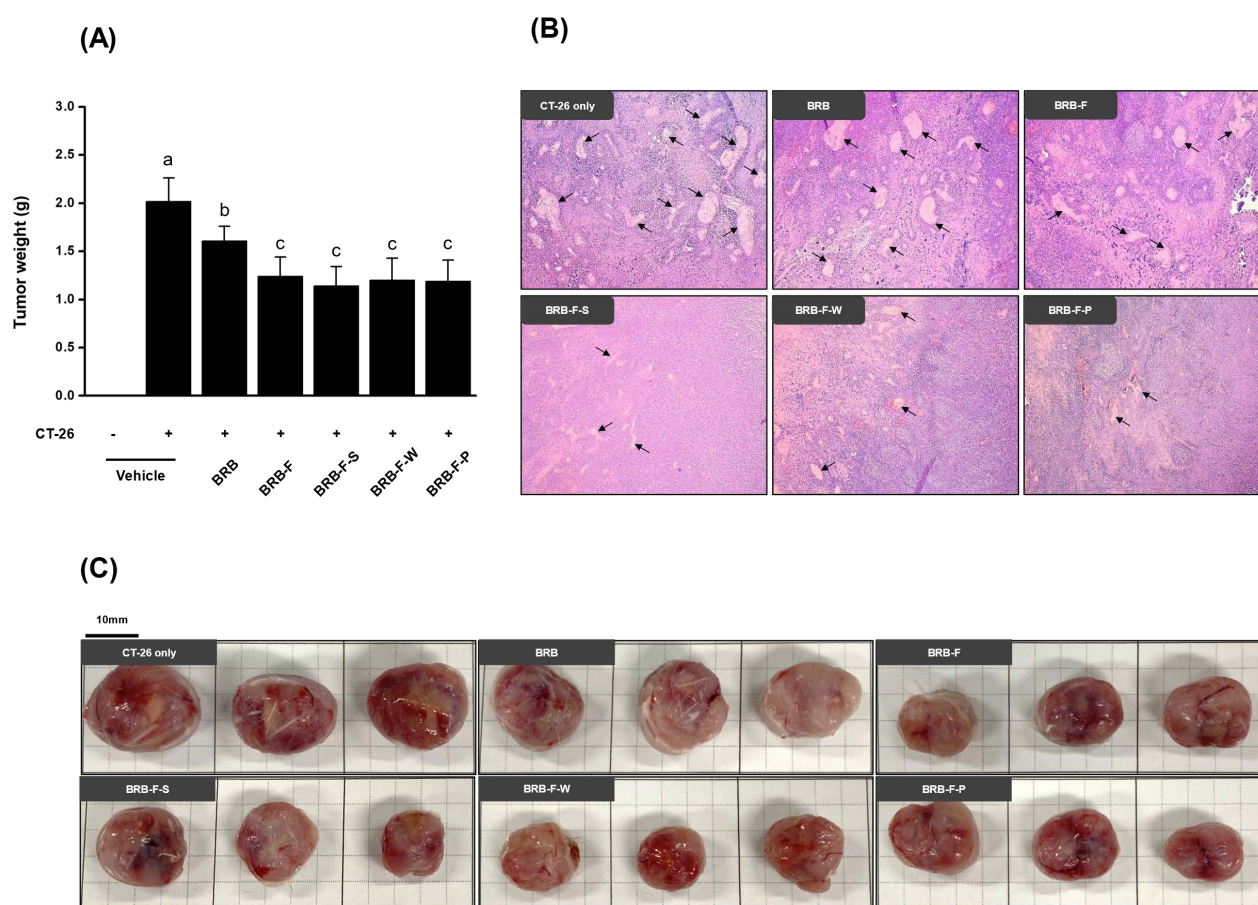 (A)
3.0
2.5
2.0
1.5
1.0
0.5
0.0
Tumor weight (g)
a
b
c
c
c
c
CT-26
-
+
+
+
+
+
+
Vehicle
BRB
BRB-F
BRB-F-S
BRB-F-W
BRB-F-P
(B)
CT-26 only
BRB
BRB-F
BRB-F-S
BRB-F-W
BRB-F-P
(C)
10mm
CT-26 only
BRB
BRB-F
BRB-F-S
BRB-F-W
BRB-F-P